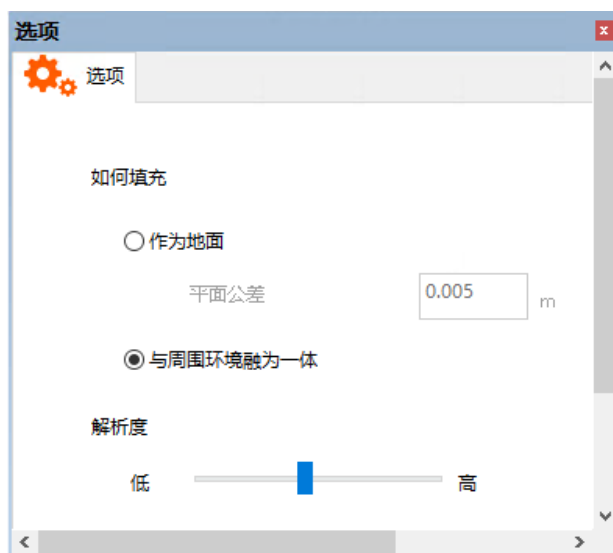 选项
选项
如何填充
作为地面
平面公差 0.005 m
与周围环境融为一体
解析度
低 高